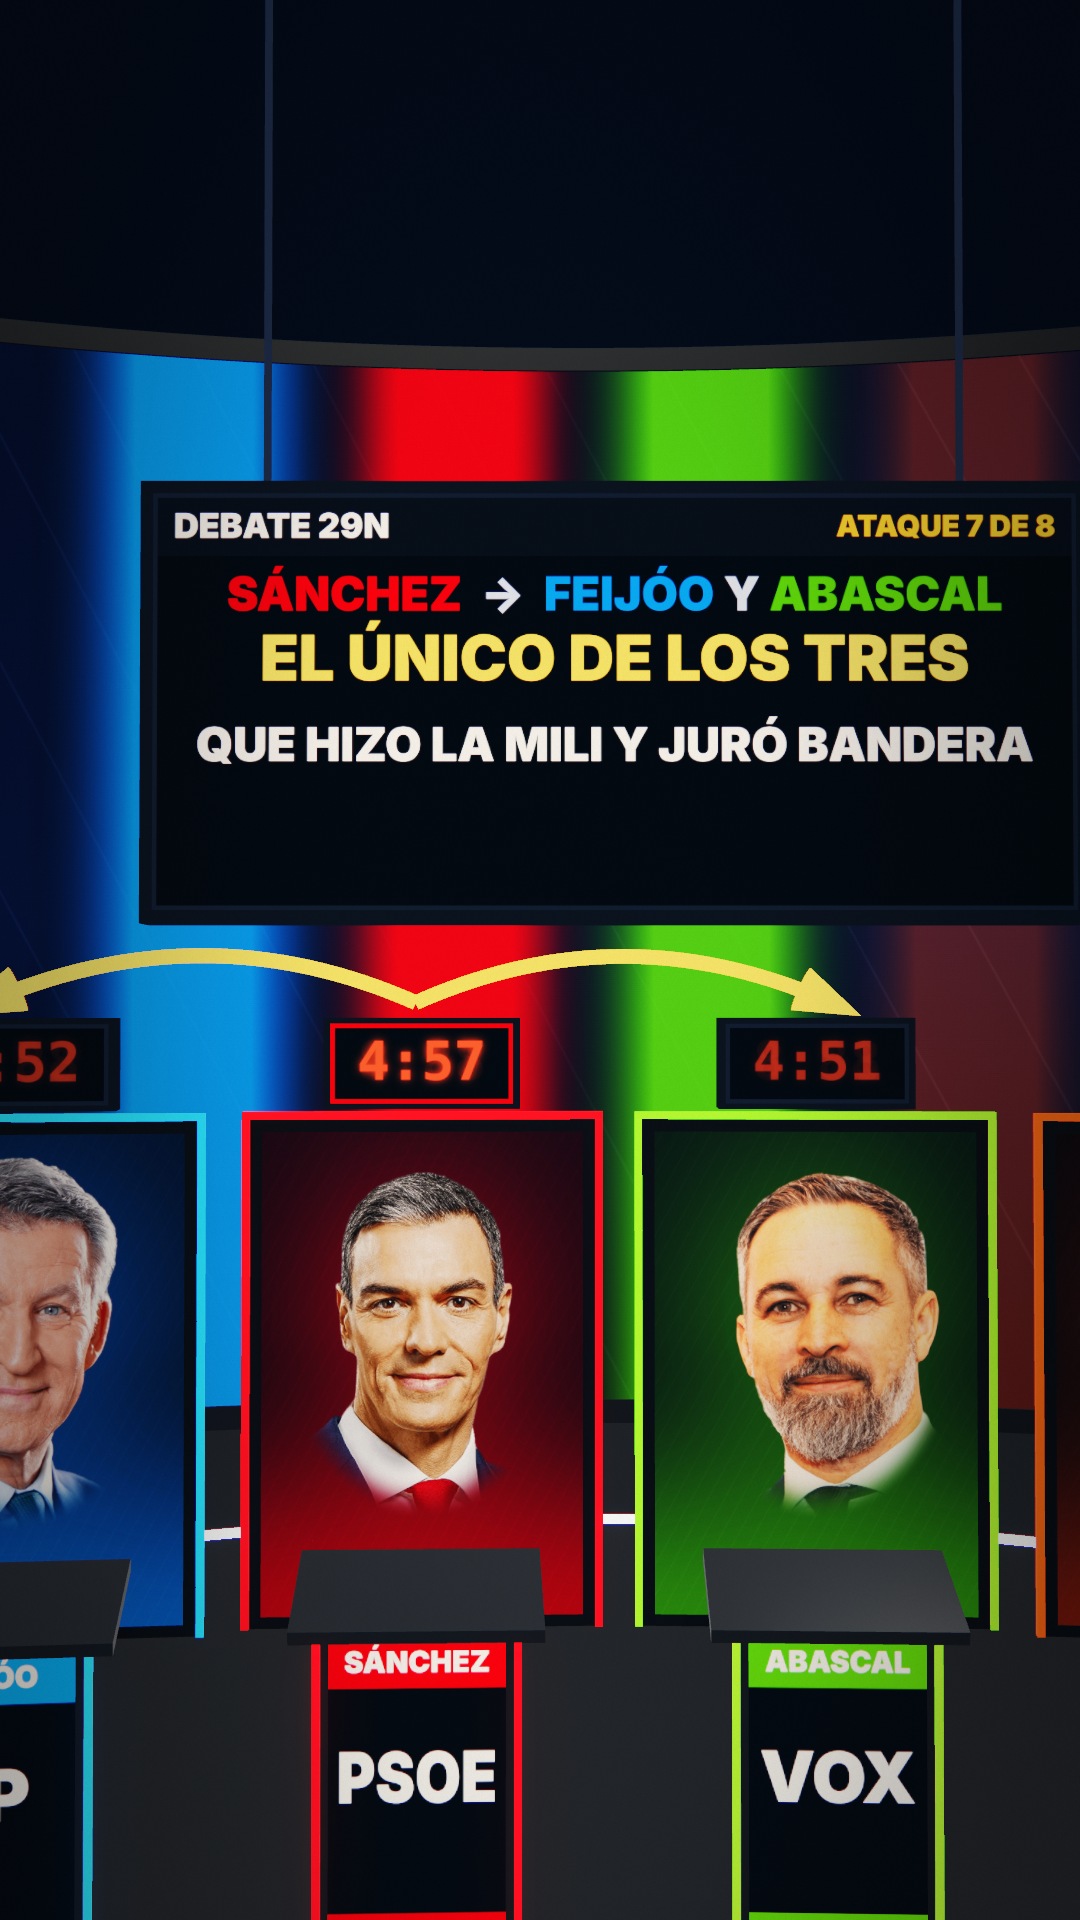 DEBATE 29N
ATAQUE 7 DE 8
SÁNCHEZ → FEIJÓO Y ABASCAL
EL ÚNICO DE LOS TRES
QUE HIZO LA MILI Y JURÓ BANDERA
:52
4:57
4:51
ÓO
SÁNCHEZ
ABASCAL
P
PSOE
VOX